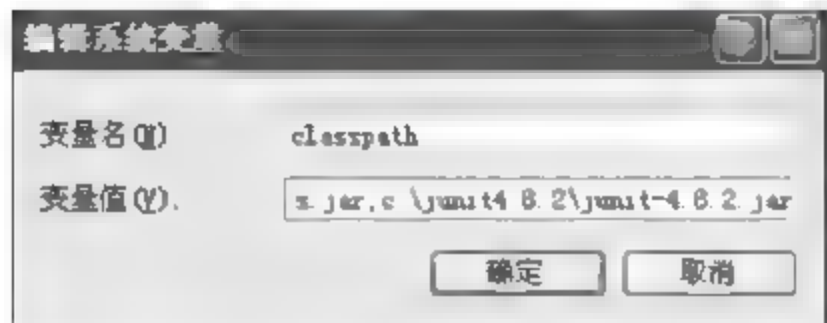 编辑系统变量
变量名(N) classpath
变量值(V). s.jar,c \junit4 8.2\junit-4.8.2.jar
确定 取消